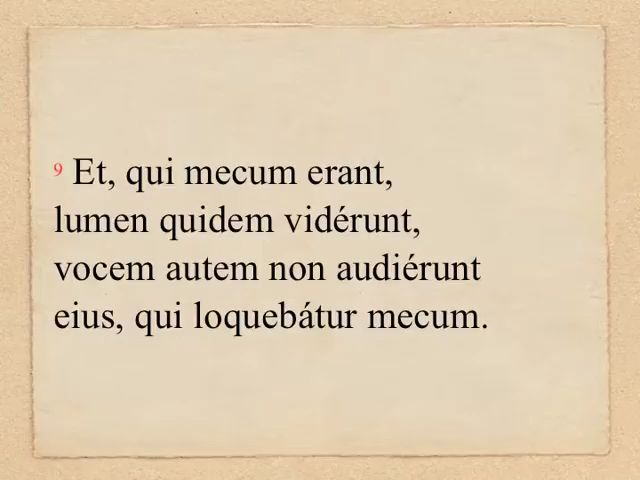 9 Et, qui mecum erant,
lumen quidem vidérunt,
vocem autem non audiérunt
eius, qui loquebátur mecum.